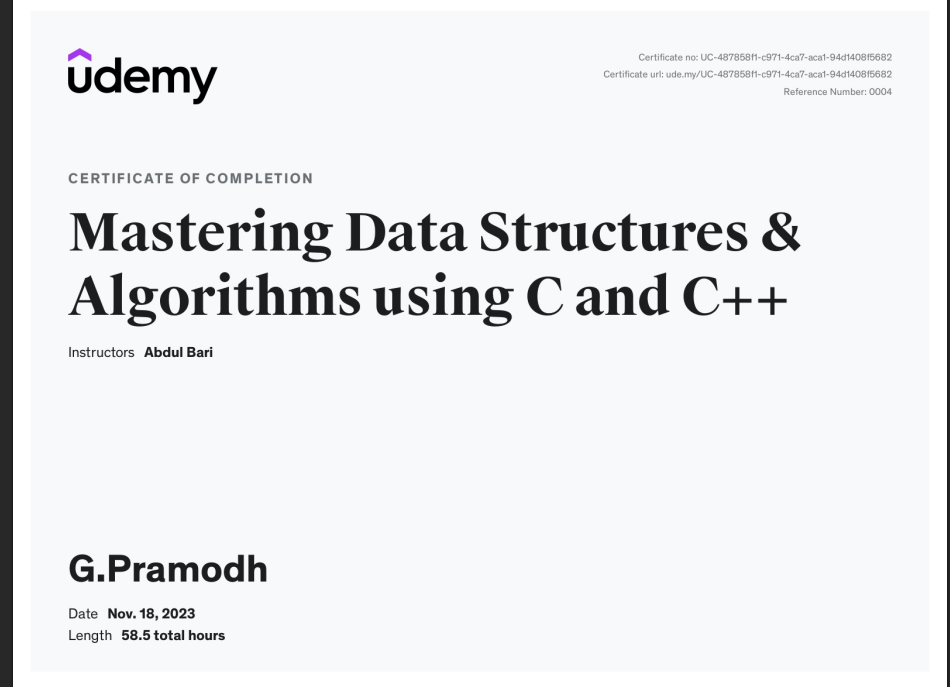 udemy
Certificate no: UC-487858f1-c971-4ca7-aca1-94d1408f5682
Certificate url: ude.my/UC-487858f1-c971-4ca7-aca1-94d1408f5682
Reference Number: 0004
CERTIFICATE OF COMPLETION
Mastering Data Structures &
Algorithms using C and C++
Instructors Abdul Bari
G.Pramodh
Date Nov. 18, 2023
Length 58.5 total hours